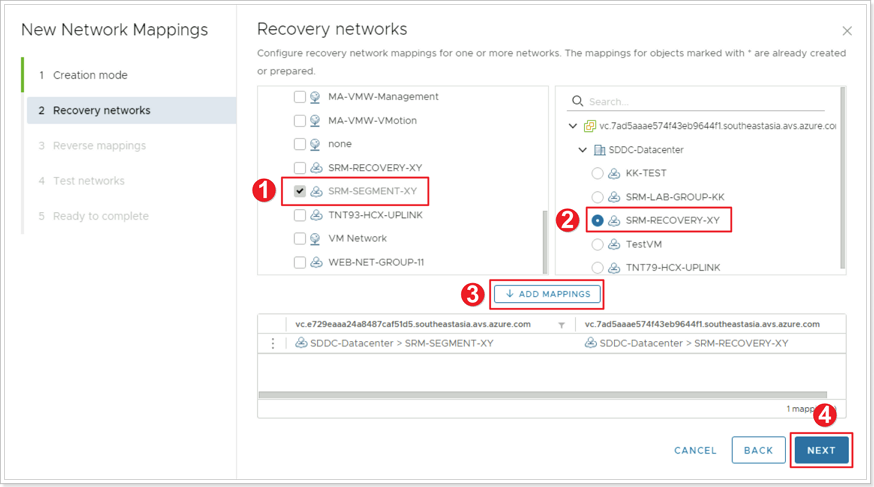 New Network Mappings
1 Creation mode
2 Recovery networks
3 Reverse mappings
4 Test networks
5 Ready to complete
Recovery networks
Configure recovery network mappings for one or more networks. The mappings for objects marked with * are already created
or prepared.
MA-VMW-Management
MA-VMW-VMotion
none
SRM-RECOVERY-XY
1 SRM-SEGMENT-XY
TNT93-HCX-UPLINK
VM Network
WEB-NET-GROUP-11
Search...
vc.7ad5aaae574f43eb9644f1.southeastasia.avs.azure.co
SDDC-Datacenter
KK-TEST
SRM-LAB-GROUP-KK
2 SRM-RECOVERY-XY
TestVM
TNT79-HCX-UPLINK
3 ADD MAPPINGS
vc.e729eaaa24a8487caf51d5.southeastasia.avs.azure.com vc.7ad5aaae574f43eb9644f1.southeastasia.avs.azure.com
SDDC-Datacenter > SRM-SEGMENT-XY SDDC-Datacenter > SRM-RECOVERY-XY
1 mapp
4
CANCEL BACK NEXT